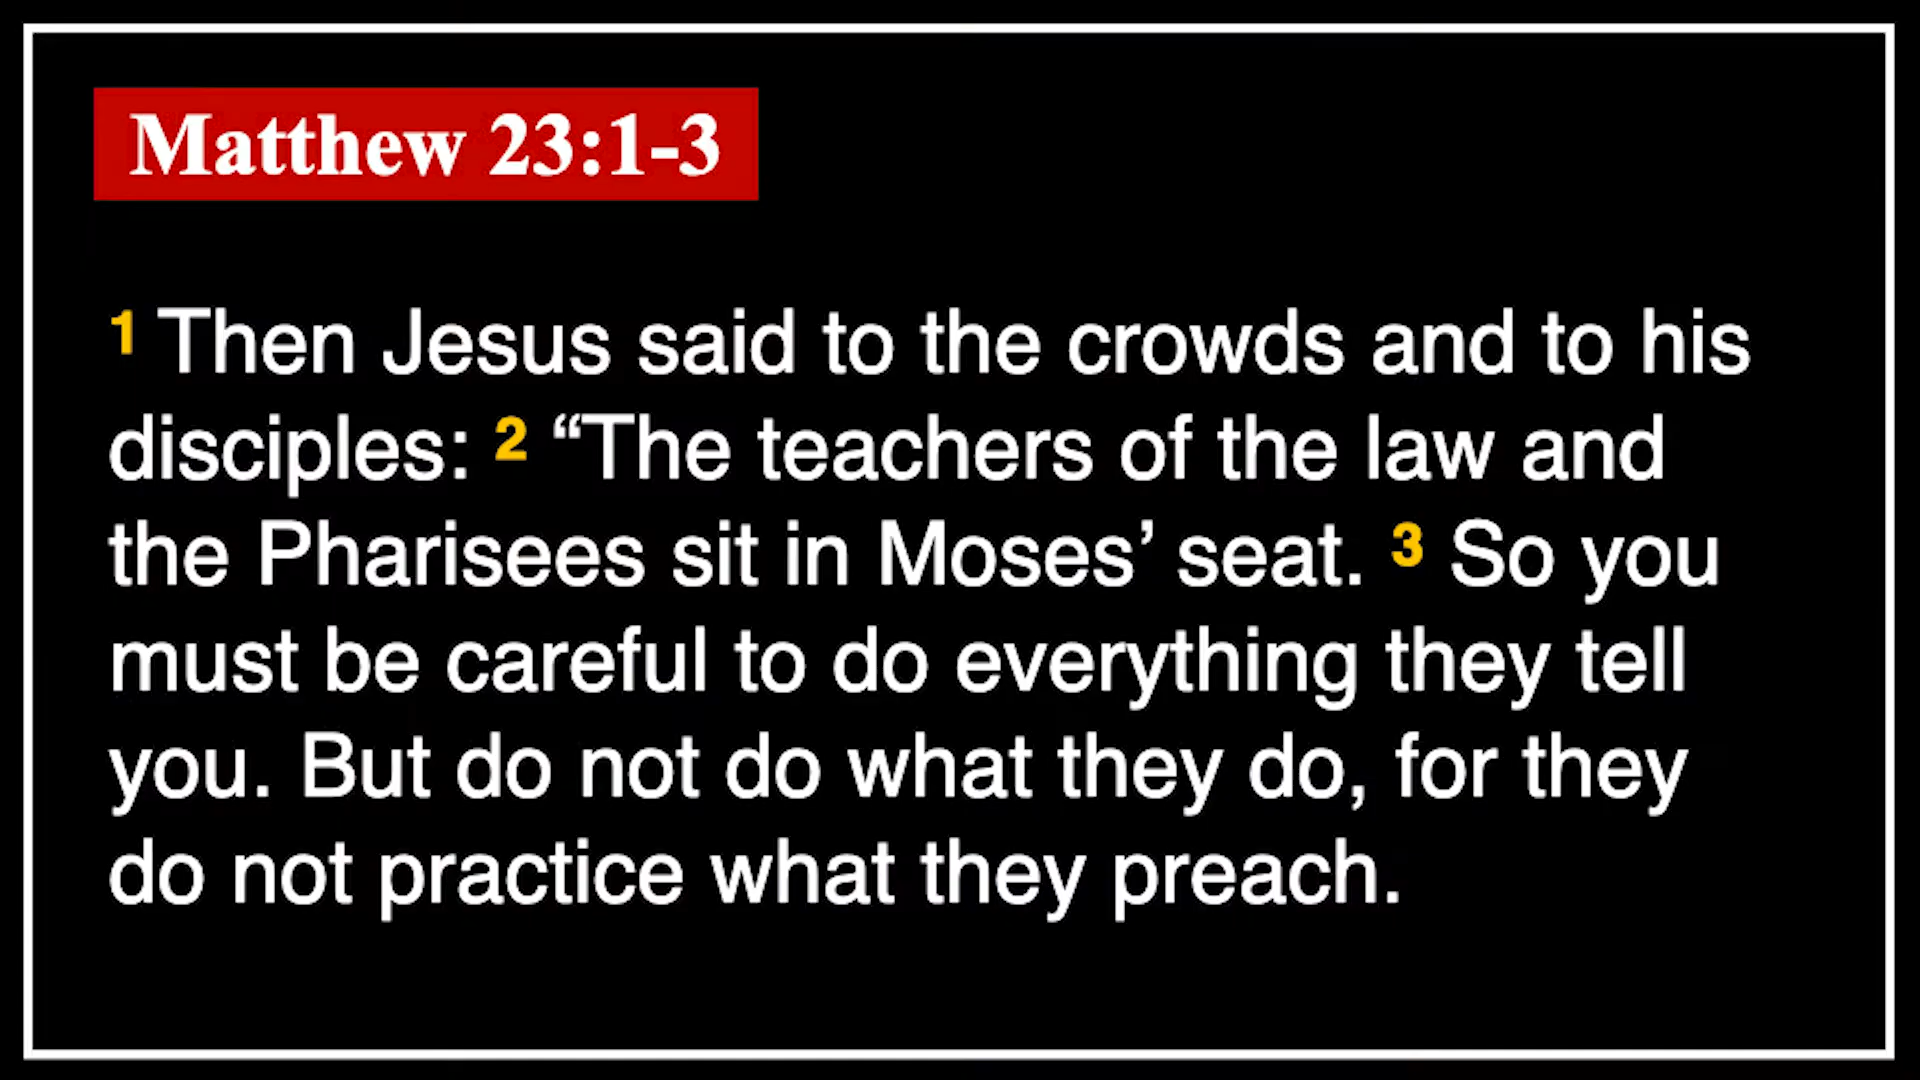 Matthew 23:1-3
1 Then Jesus said to the crowds and to his
disciples: 2 “The teachers of the law and
the Pharisees sit in Moses’ seat. 3 So you
must be careful to do everything they tell
you. But do not do what they do, for they
do not practice what they preach.